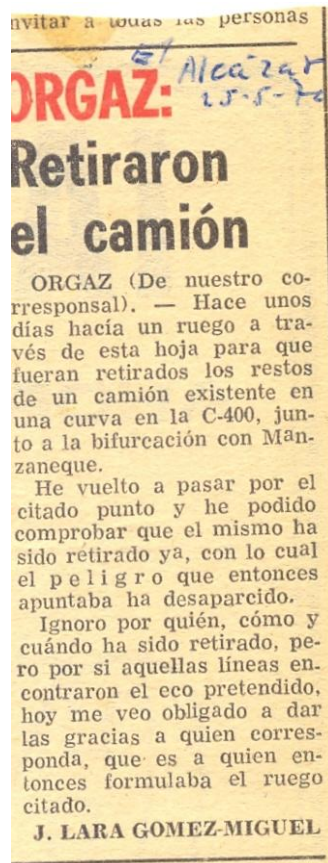 invitar a todas las personas
El Alcázar
25-5-76
ORGAZ:
Retiraron
el camión
ORGAZ (De nuestro co-
rresponsal). — Hace unos
días hacía un ruego a tra-
vés de esta hoja para que
fueran retirados los restos
de un camión existente en
una curva en la C-400, jun-
to a la bifurcación con Man-
zaneque.
He vuelto a pasar por el
citado punto y he podido
comprobar que el mismo ha
sido retirado ya, con lo cual
el peligro que entonces
apuntaba ha desaparecido.
Ignoro por quién, cómo y
cuándo ha sido retirado, pe-
ro por si aquellas líneas en-
contraron el eco pretendido,
hoy me veo obligado a dar
las gracias a quien corres-
ponda, que es a quien en-
tonces formulaba el ruego
citado.
J. LARA GOMEZ-MIGUEL